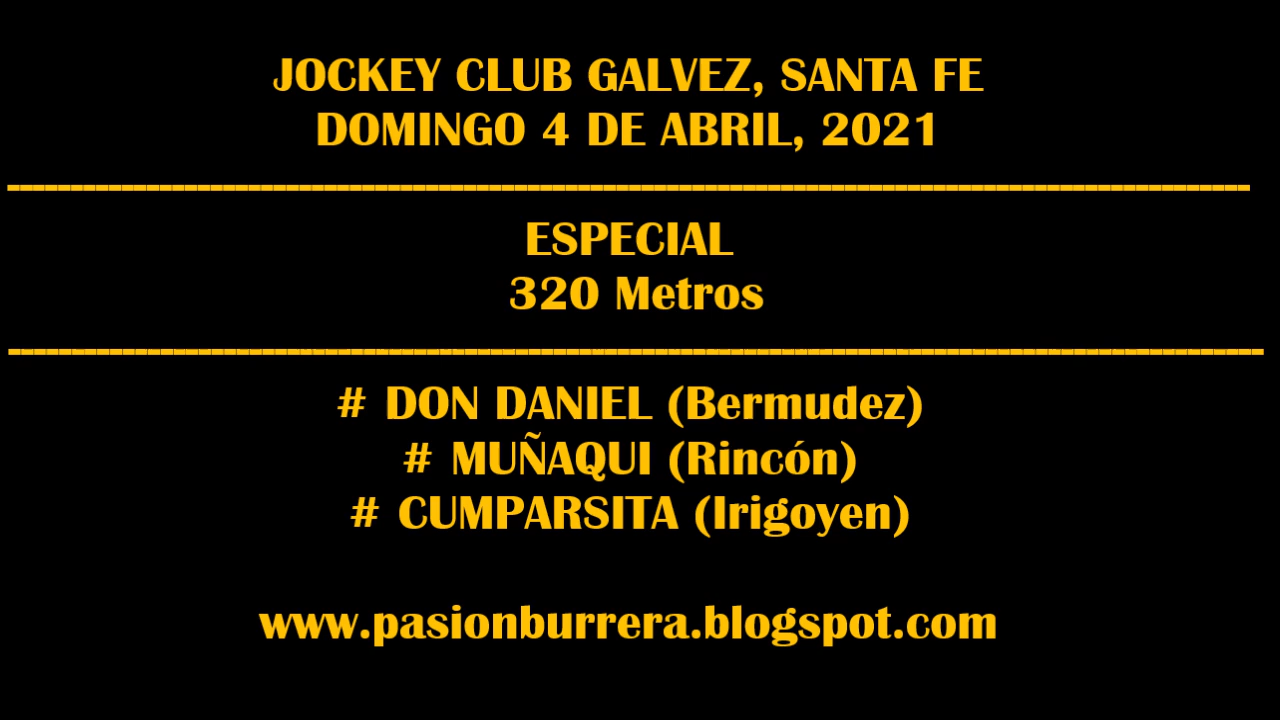 JOCKEY CLUB GALVEZ, SANTA FE
DOMINGO 4 DE ABRIL, 2021
ESPECIAL
320 Metros
# DON DANIEL (Bermudez)
# MUÑAQUI (Rincón)
# CUMPARSITA (Irigoyen)
www.pasionburrera.blogspot.com